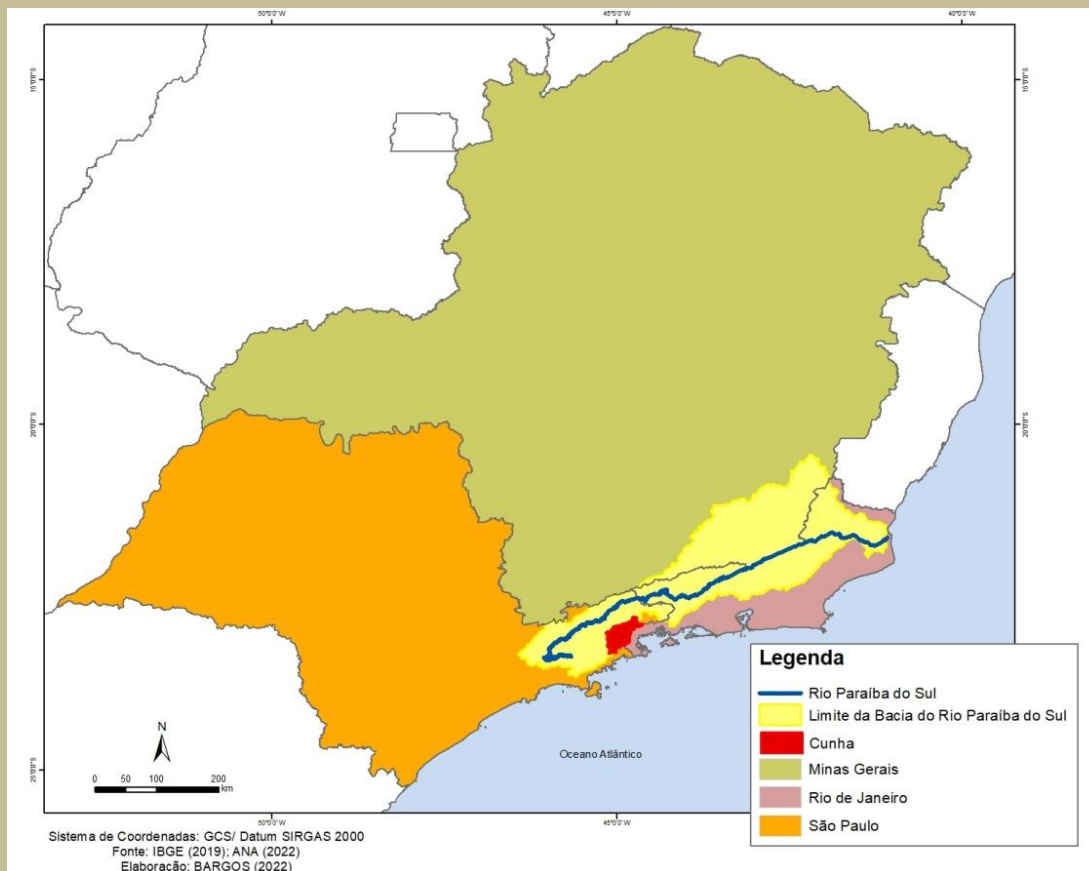 50°0'0"W 45°0'0"W 40°0'0"W
15°0'0"S 15°0'0"S
20°0'0"S 20°0'0"S
25°0'0"S
Legenda
Rio Paraíba do Sul
Limite da Bacia do Rio Paraíba do Sul
Cunha
Minas Gerais
Rio de Janeiro
São Paulo
Oceano Atlântico
N
0 50 100 200
km
50°0'0"W 45°0'0"W
Sistema de Coordenadas: GCS/ Datum SIRGAS 2000
Fonte: IBGE (2019); ANA (2022)
Elaboração: BARGOS (2022)